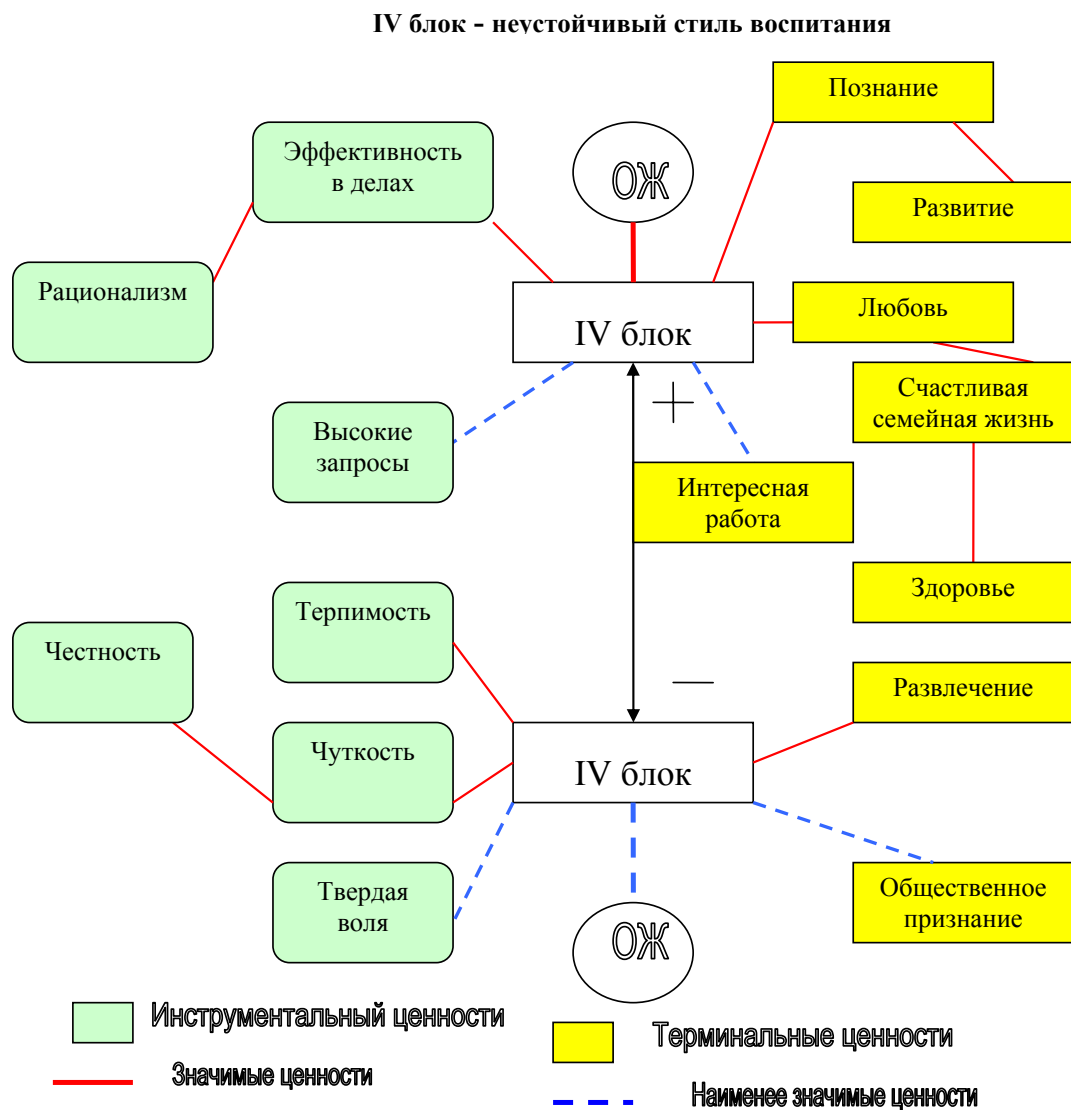 IV блок - неустойчивый стиль воспитания
Познание
Эффективность
в делах
ОЖ
Развитие
Рационализм
IV блок
Любовь
Счастливая
семейная жизнь
+
Высокие
запросы
Интересная
работа
Терпимость
Здоровье
Честность
—
Развлечение
Чуткость
IV блок
Твердая
воля
ОЖ
Общественное
признание
Инструментальный ценности
Терминальные ценности
Значимые ценности
Наименее значимые ценности